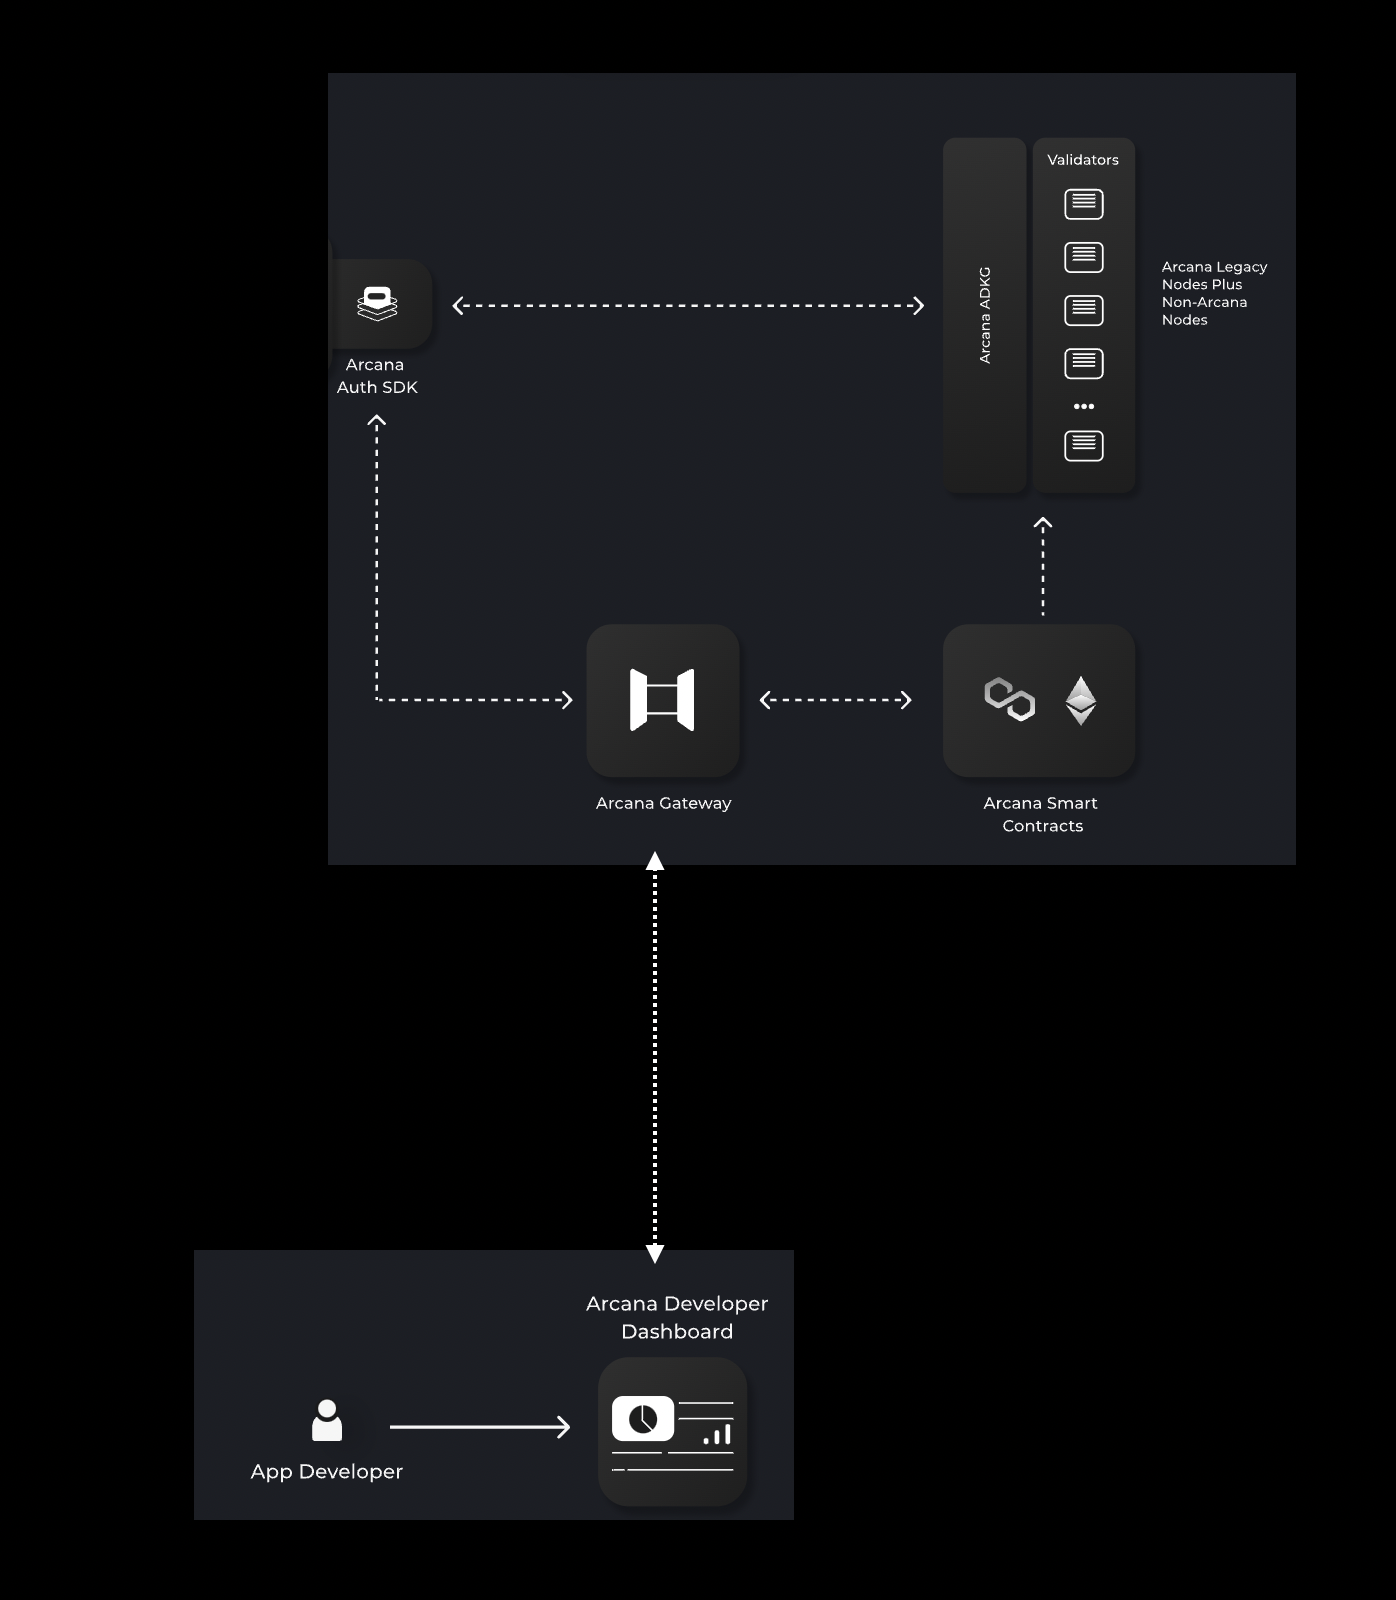 Validators
Arcana ADKG
Arcana Legacy
Nodes Plus
Non-Arcana
Nodes
Arcana
Auth SDK
Arcana Gateway
Arcana Smart
Contracts
Arcana Developer
Dashboard
App Developer